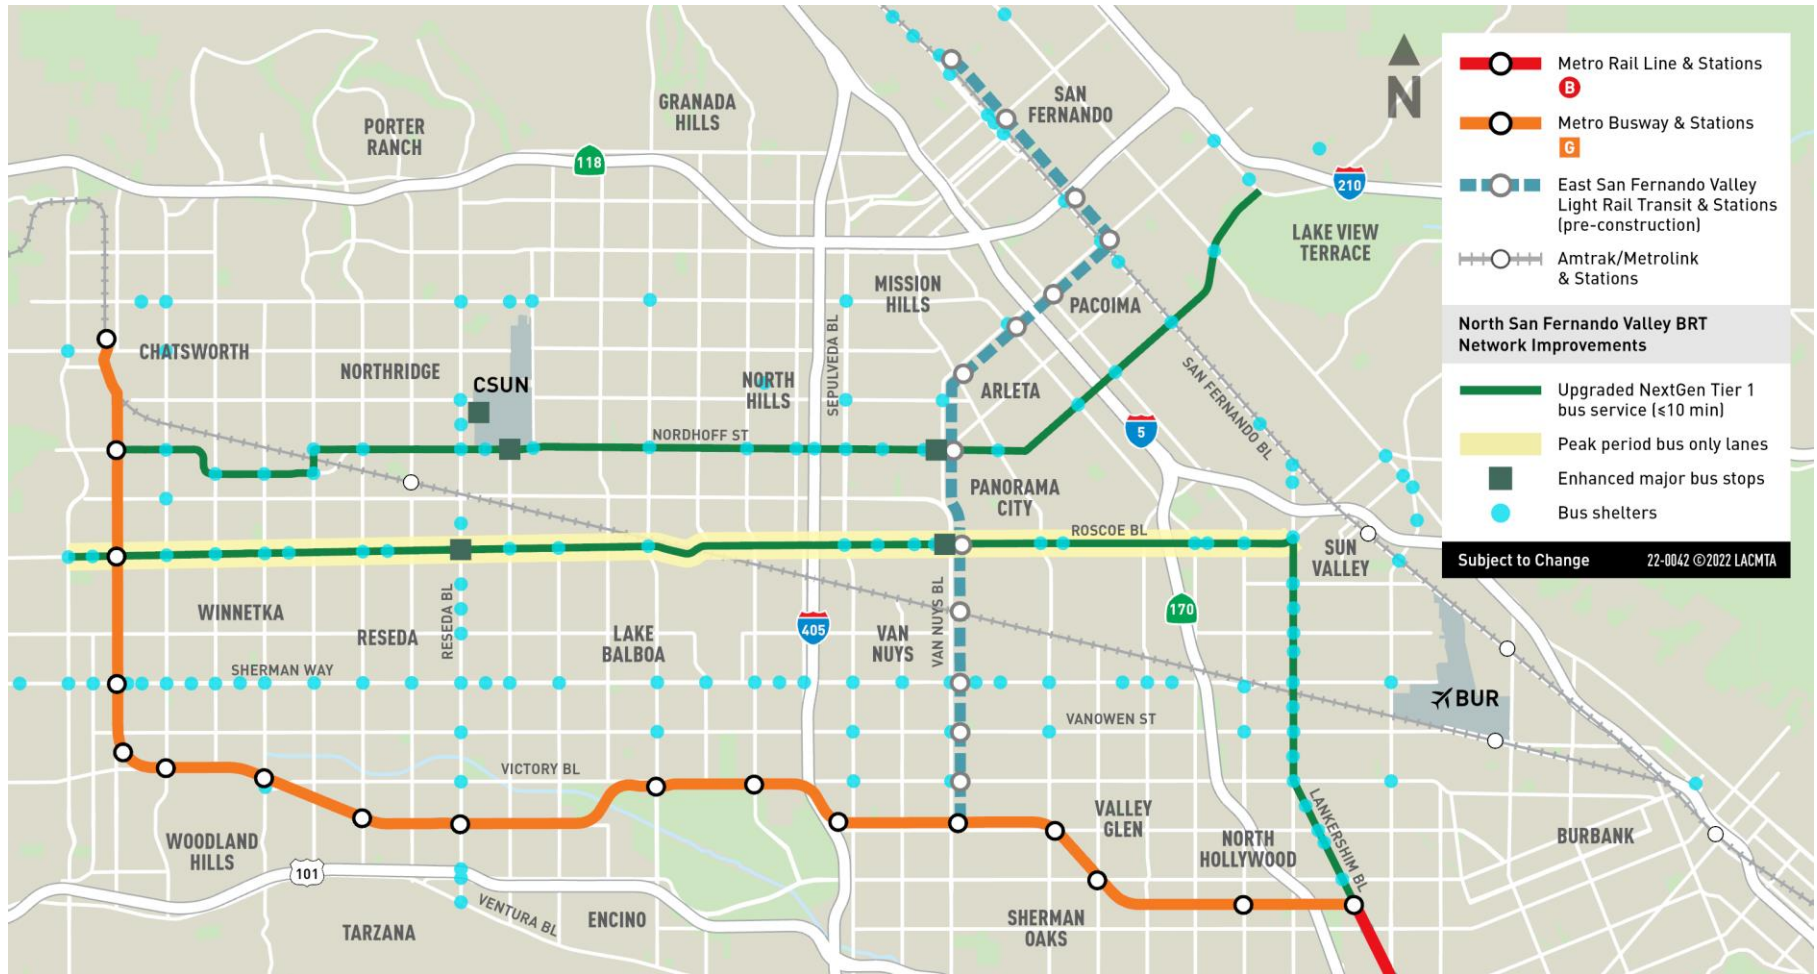 GRANADA
HILLS
PORTER
RANCH
118
SAN
FERNANDO
210
LAKE VIEW
TERRACE
MISSION
HILLS
PACOIMA
CHATSWORTH
NORTHRIDGE
CSUN
NORTH
HILLS
SEPULVEDA BL
ARLETA
SAN FERNANDO BL
NORDHOFF ST
5
PANORAMA
CITY
ROSCOE BL
SUN
VALLEY
WINNETKA
RESEDA
RESEDA BL
LAKE
BALBOA
405
VAN
NUYS
VAN NUYS BL
170
SHERMAN WAY
BUR
VANOWEN ST
VICTORY BL
WOODLAND
HILLS
VALLEY
GLEN
NORTH
HOLLYWOOD
LANKERSHIM BL
BURBANK
101
TARZANA
VENTURA BL
ENCINO
SHERMAN
OAKS
N
Metro Rail Line & Stations
B
Metro Busway & Stations
G
East San Fernando Valley
Light Rail Transit & Stations
(pre-construction)
Amtrak/Metrolink
& Stations
North San Fernando Valley BRT
Network Improvements
Upgraded NextGen Tier 1
bus service (≤10 min)
Peak period bus only lanes
Enhanced major bus stops
Bus shelters
Subject to Change 22-0042 ©2022 LACMTA